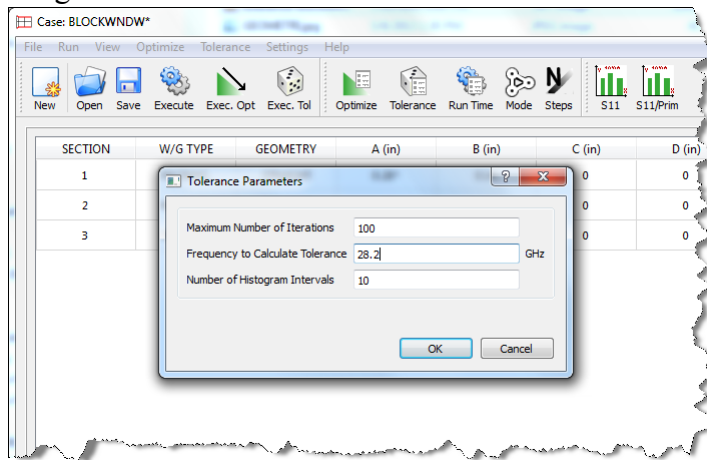 Case: BLOCKWNDW*
File Run View Optimize Tolerance Settings Help
New Open Save Execute Exec. Opt Exec. Tol Optimize Tolerance Run Time Mode Steps S11 S11/Prim
SECTION W/G TYPE GEOMETRY A (in) B (in) C (in) D (in)
1 0 0
Tolerance Parameters
2 0 0
Maximum Number of Iterations 100
3 0 0
Frequency to Calculate Tolerance 28.2 GHz
Number of Histogram Intervals 10
OK Cancel